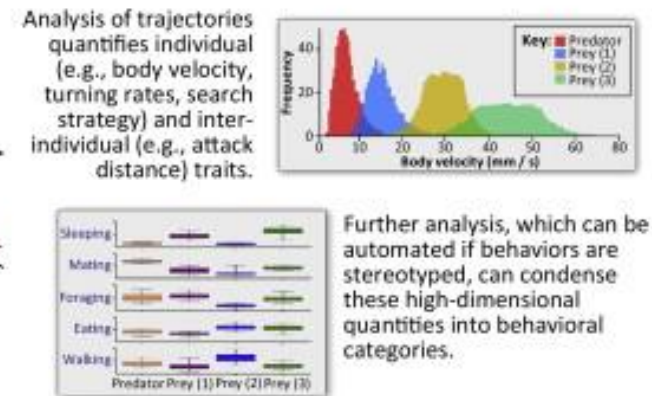 Analysis of trajectories
quantifies individual
(e.g., body velocity,
turning rates, search
strategy) and inter-
individual (e.g., attack
distance) traits.
Key: Predator
Prey (1)
Prey (2)
Prey (3)
Frequency
40
20
0
0 10 20 30 40 50 60 80
Body velocity (mm / s)
Sleeping
Mating
Foraging
Eating
Walking
Predator Prey (1) Prey (2) Prey (3)
Further analysis, which can be
automated if behaviors are
stereotyped, can condense
these high-dimensional
quantities into behavioral
categories.